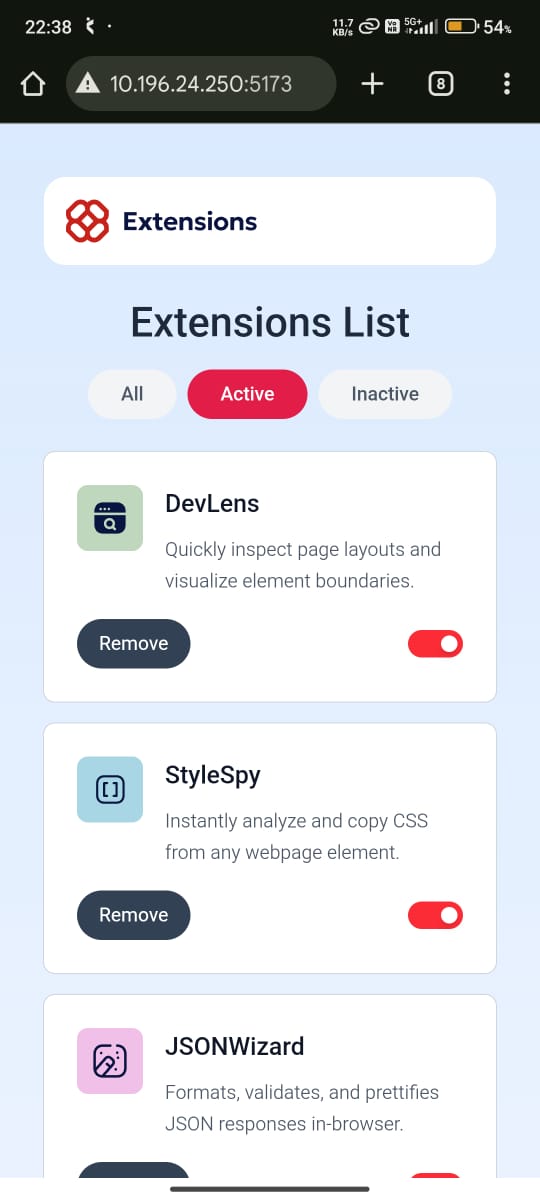 22:38
11.7
KB/s
Vo
NR
5G+
54%
10.196.24.250:5173
8
Extensions
Extensions List
All
Active
Inactive
DevLens
Quickly inspect page layouts and
visualize element boundaries.
Remove
StyleSpy
Instantly analyze and copy CSS
from any webpage element.
Remove
JSONWizard
Formats, validates, and prettifies
JSON responses in-browser.